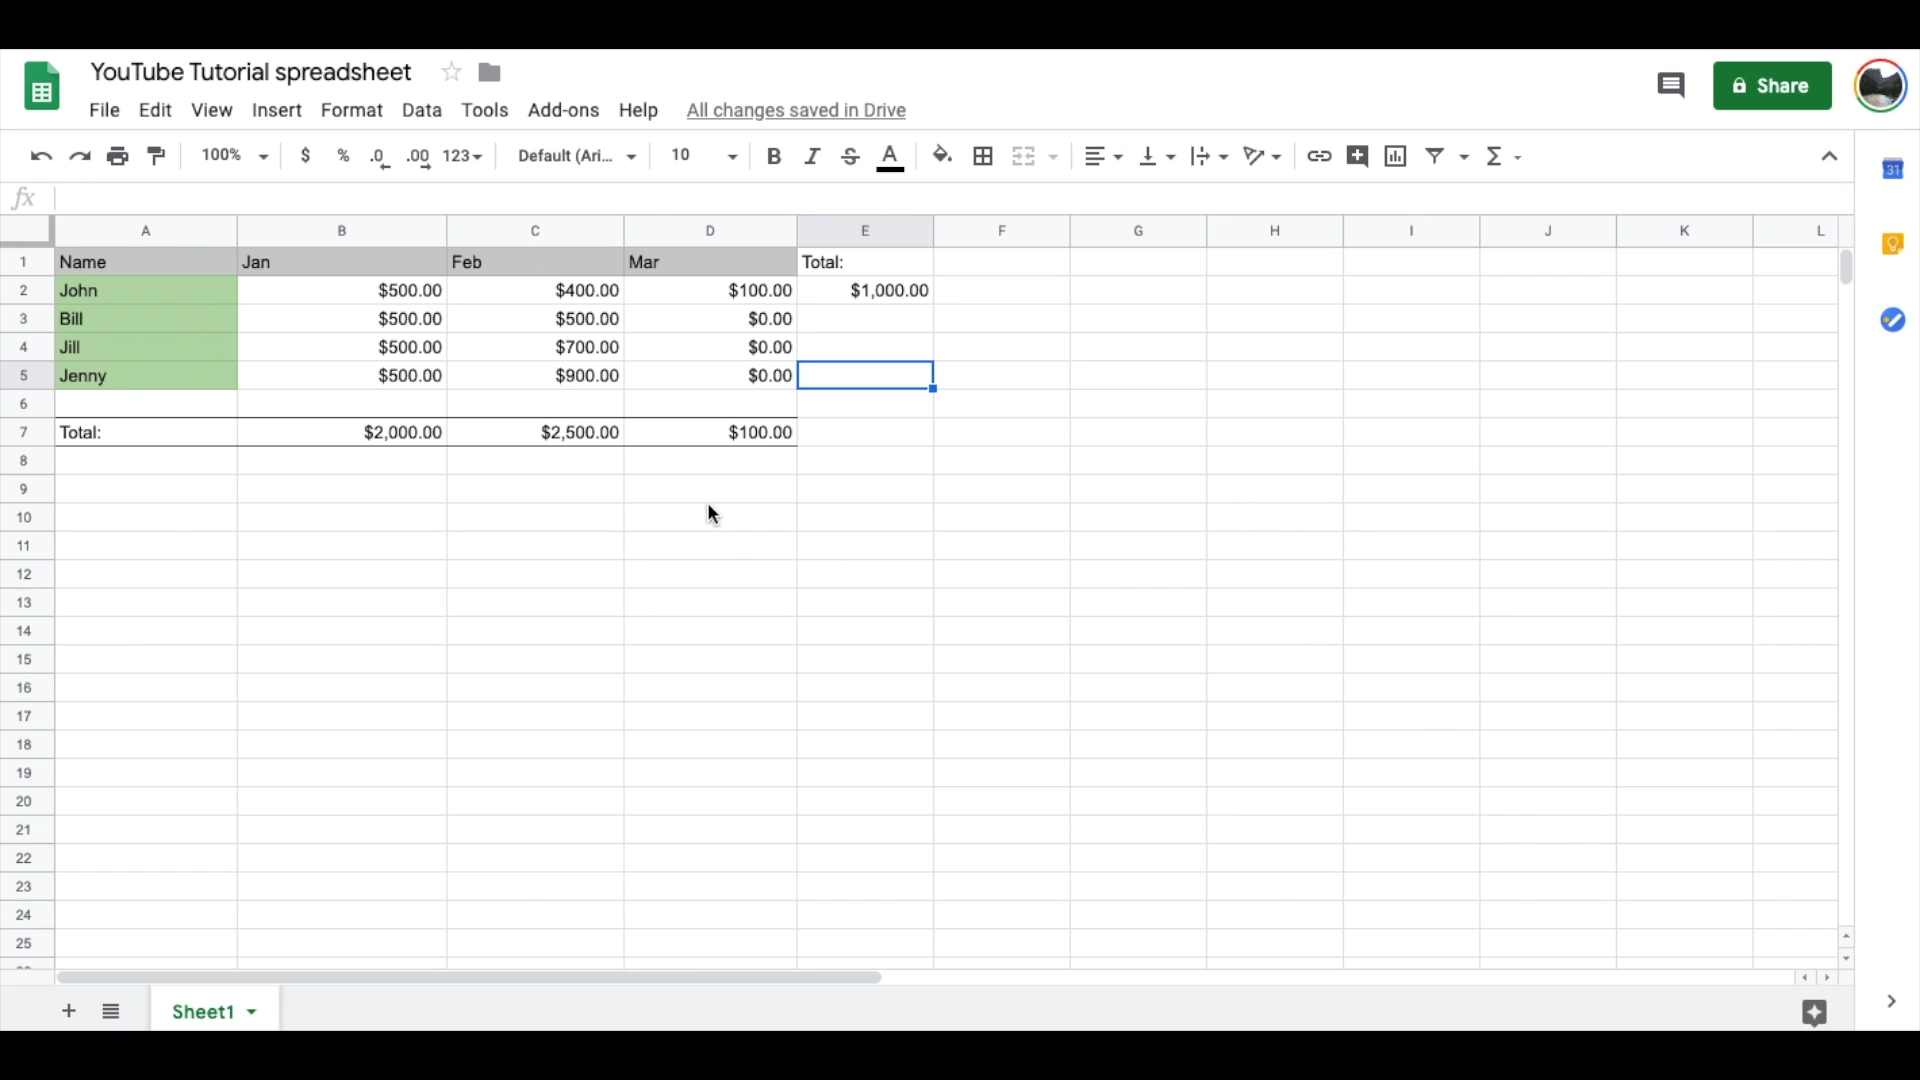 YouTube Tutorial spreadsheet
File Edit View Insert Format Data Tools Add-ons Help All changes saved in Drive
Share
100% $ % .0 .00 123 Default (Ari... 10 B I S A
31
fx
A B C D E F G H I J K L
1 Name Jan Feb Mar Total:
2 John $500.00 $400.00 $100.00 $1,000.00
3 Bill $500.00 $500.00 $0.00
4 Jill $500.00 $700.00 $0.00
5 Jenny $500.00 $900.00 $0.00
6
7 Total: $2,000.00 $2,500.00 $100.00
8
9
10
11
12
13
14
15
16
17
18
19
20
21
22
23
24
25
Sheet1